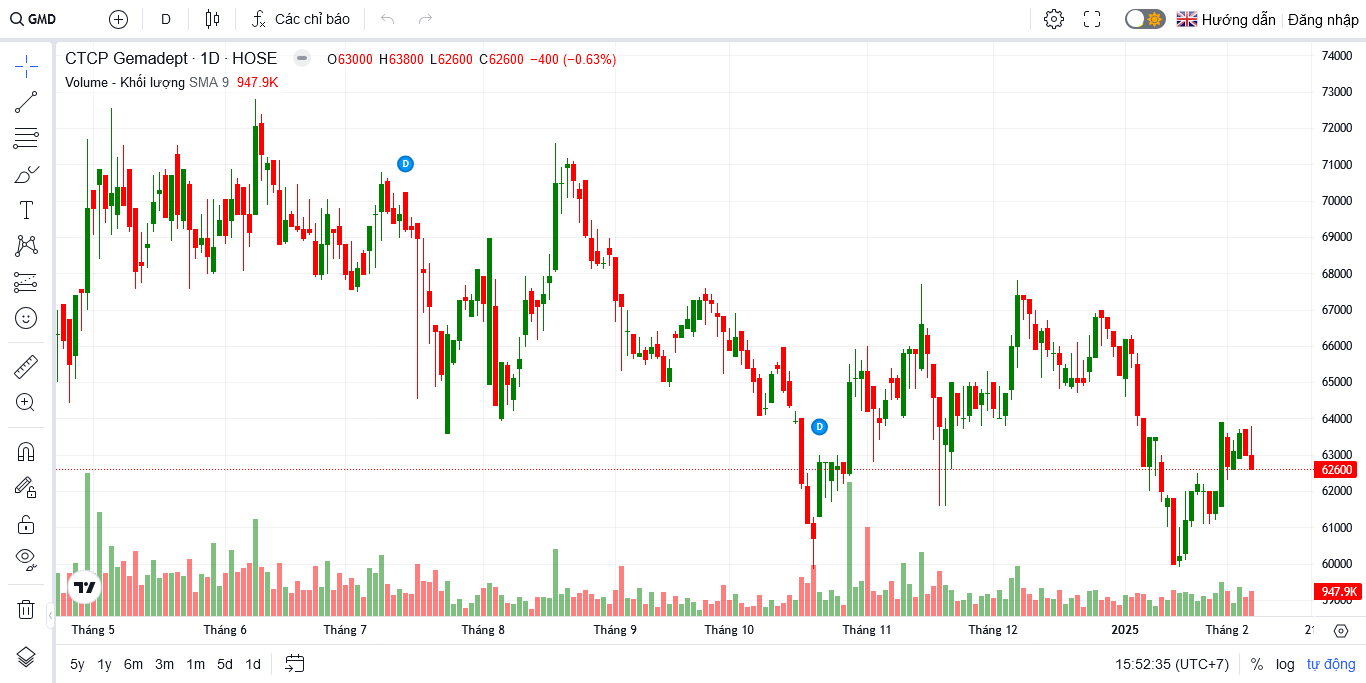 GMD D Các chỉ báo Hướng dẫn Đăng nhập
CTCP Gemadept · 1D · HOSE O63000 H63800 L62600 C62600 −400 (−0.63%)
Volume - Khối lượng SMA 9 947.9K
74000
73000
72000
71000
70000
69000
68000
67000
66000
65000
64000
63000
62600
62000
61000
60000
947.9K
59000
D
D
Tháng 5 Tháng 6 Tháng 7 Tháng 8 Tháng 9 Tháng 10 Tháng 11 Tháng 12 2025 Tháng 2
5y 1y 6m 3m 1m 5d 1d 15:52:35 (UTC+7) % log tự động